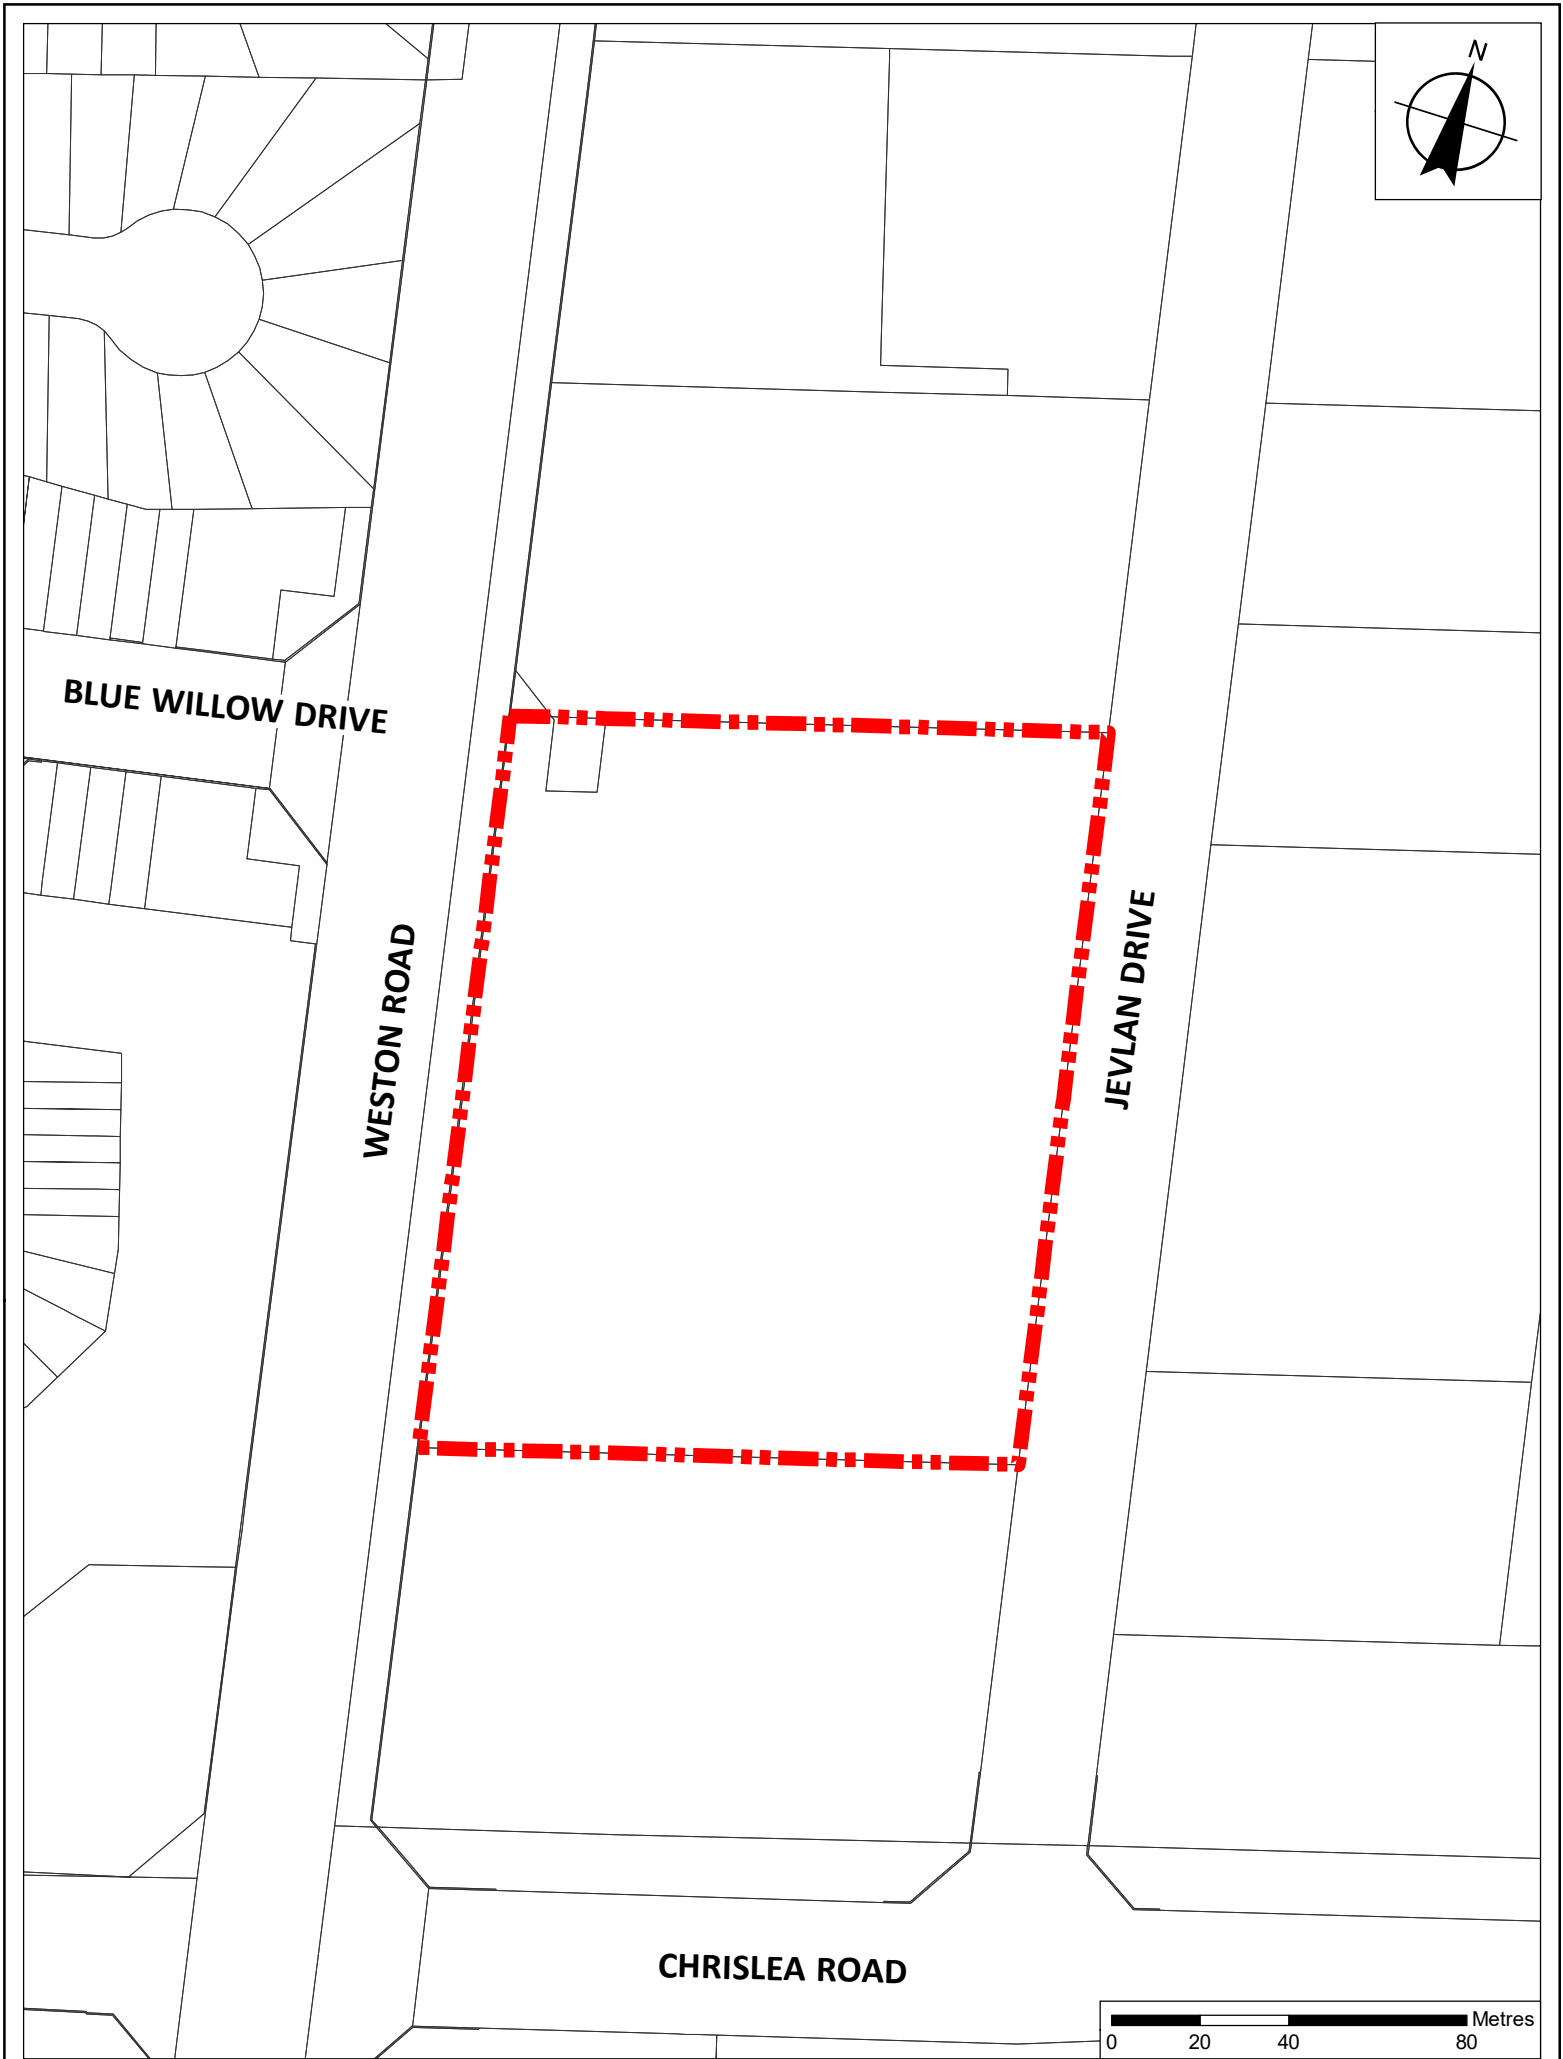 N
BLUE WILLOW DRIVE
WESTON ROAD
JEVLAN DRIVE
CHRISLEA ROAD
Metres
0 20 40 80